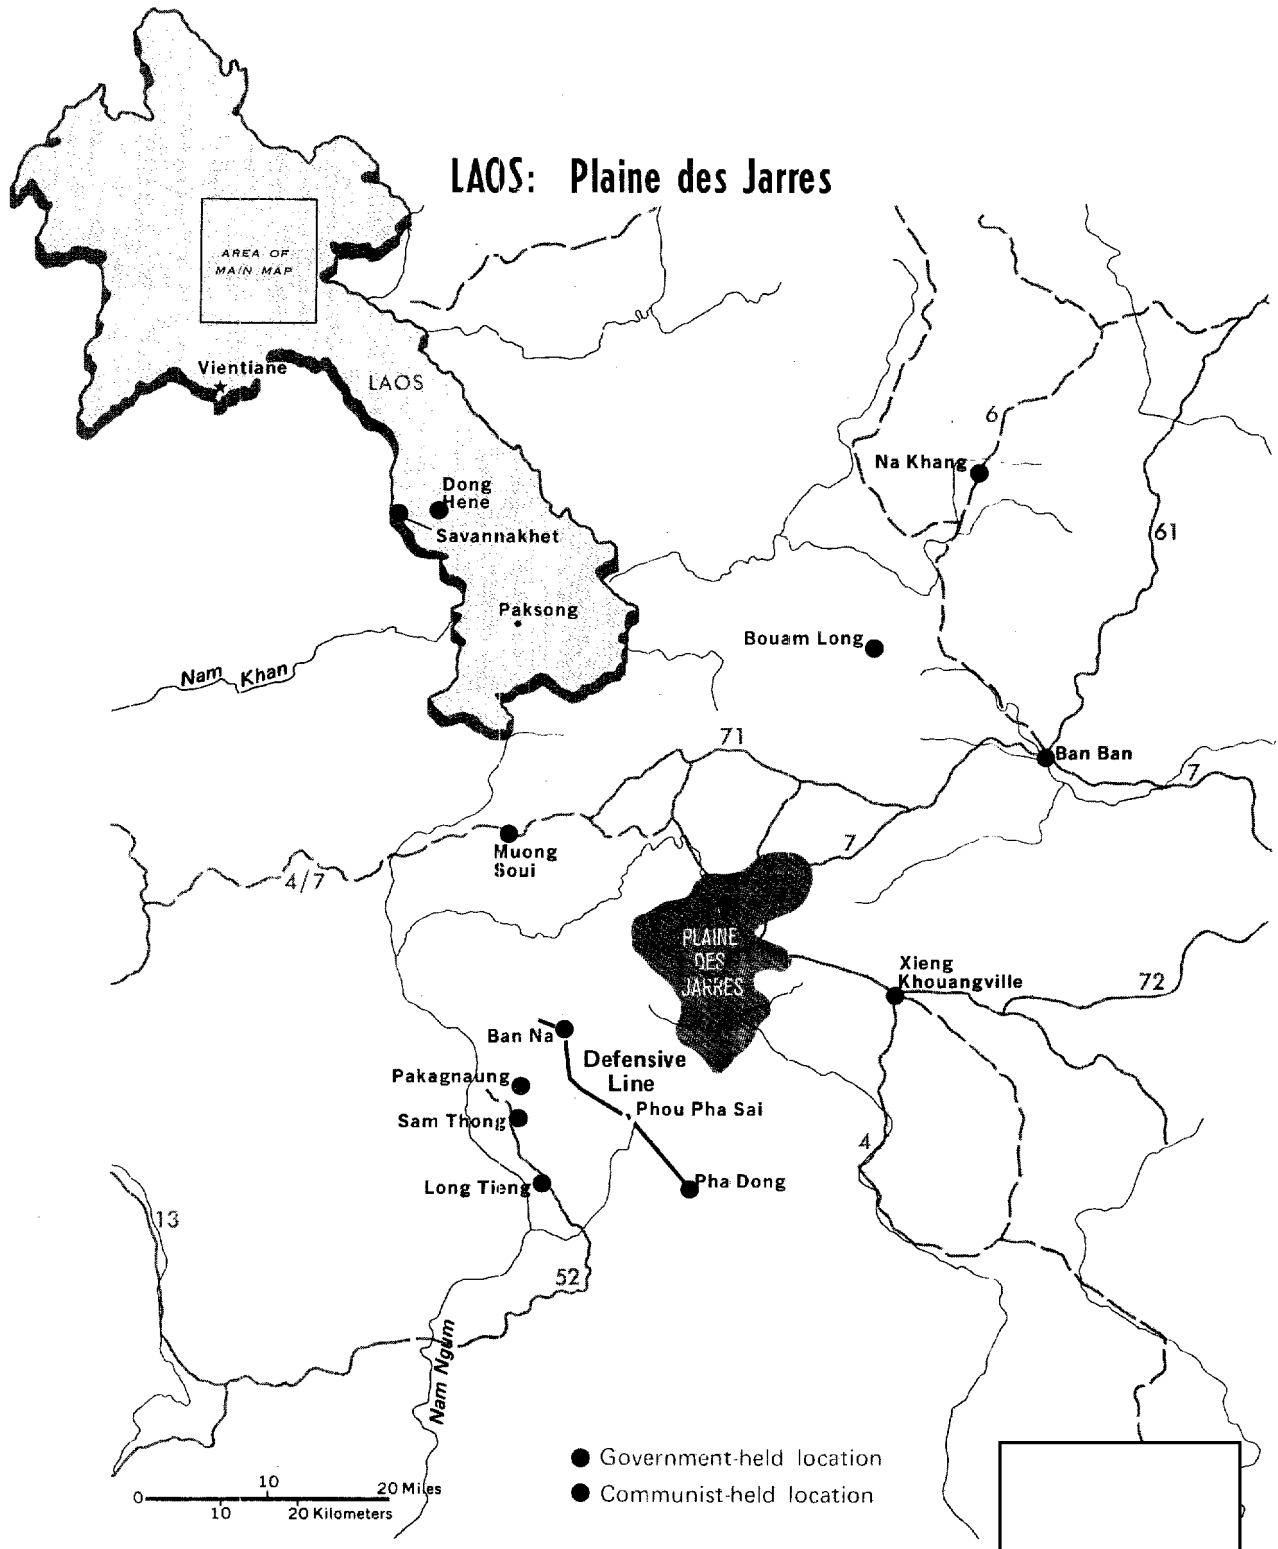 LAOS: Plaine des Jarres
AREA OF
MAIN MAP
Vientiane
LAOS
6
Na Khang
Dong
Hene
Savannakhet
61
Paksong
Bouam Long
Nam Khan
71
Ban Ban
7
Muong
Soui
7
4/7
PLAINE
DES
JARRES
Xieng
Khouangville
72
Ban Na
Defensive
Line
Pakagnaung
Phou Pha Sai
Sam Thong
4
Long Tieng
Pha Dong
13
52
Nam Ngum
Government-held location
Communist-held location
0 10 20 Miles
10 20 Kilometers